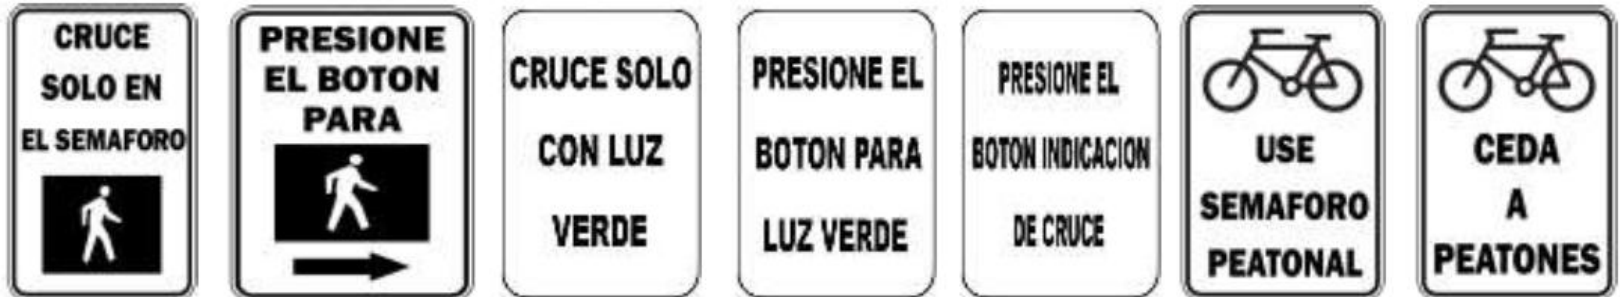 CRUCE
SOLO EN
EL SEMAFORO
PRESIONE
EL BOTON
PARA
CRUCE SOLO
CON LUZ
VERDE
PRESIONE EL
BOTON PARA
LUZ VERDE
PRESIONE EL
BOTON INDICACION
DE CRUCE
USE
SEMAFORO
PEATONAL
CEDA
A
PEATONES